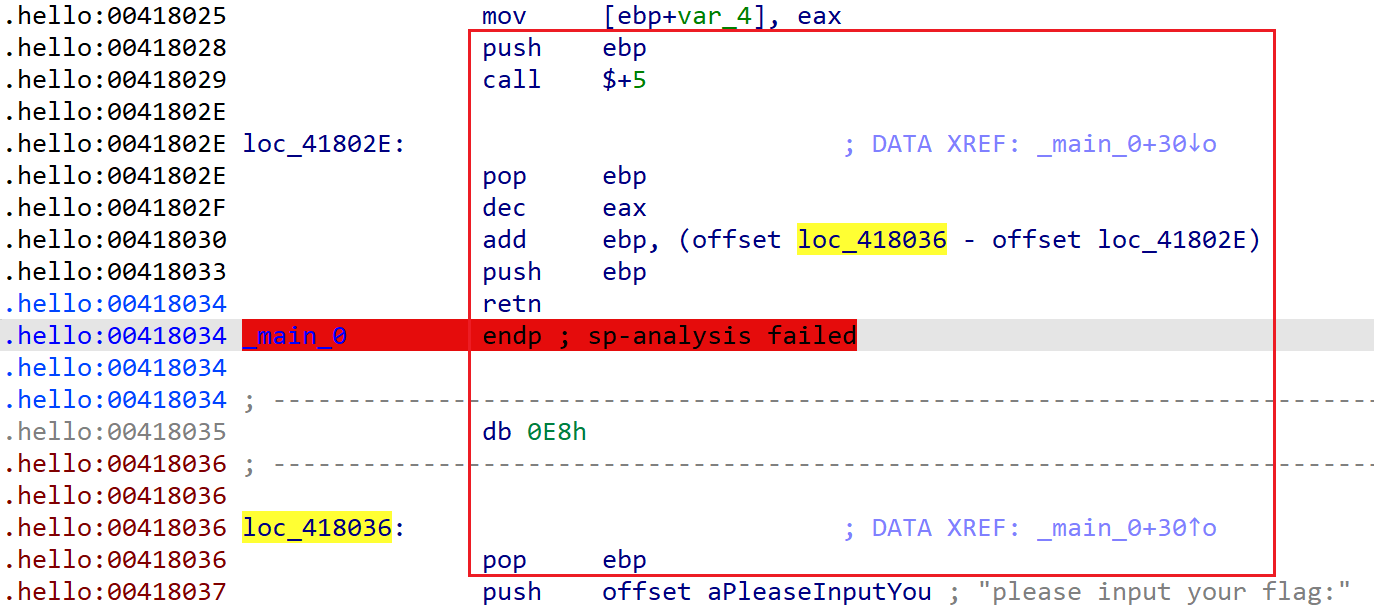 .hello:00418025 mov [ebp+var_4], eax
.hello:00418028 push ebp
.hello:00418029 call $+5
.hello:0041802E
.hello:0041802E loc_41802E: ; DATA XREF: _main_0+30↓o
.hello:0041802E pop ebp
.hello:0041802F dec eax
.hello:00418030 add ebp, (offset loc_418036 - offset loc_41802E)
.hello:00418033 push ebp
.hello:00418034 retn
.hello:00418034 _main_0 endp ; sp-analysis failed
.hello:00418034
.hello:00418034 ; ---------------------------------------------------------------------------
.hello:00418035 db 0E8h
.hello:00418036 ; ---------------------------------------------------------------------------
.hello:00418036
.hello:00418036 loc_418036: ; DATA XREF: _main_0+30↑o
.hello:00418036 pop ebp
.hello:00418037 push offset aPleaseInputYou ; "please input your flag:"